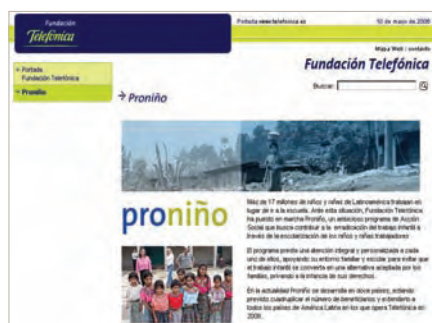 Fundación
Telefónica
Portada www.telefonica.es
10 de mayo de 2008
Mapa Web / contacto
Fundación Telefónica
Buscar:
Portada
Fundación Telefónica
Proniño
Proniño
proniño
Más de 17 millones de niños y niñas de Latinoamérica trabajan en
lugar de ir a la escuela. Ante esta situación, Fundación Telefónica
ha puesto en marcha Proniño, un ambicioso programa de Acción
Social que busca contribuir a la erradicación del trabajo infantil a
través de la escolarización de los niños y niñas trabajadores
El programa presta una atención integral y personalizada a cada
uno de ellos, apoyando su entorno familiar y escolar para evitar que
el trabajo infantil se convierta en una alternativa aceptada por las
familias, privando a la infancia de sus derechos.
En la actualidad Proniño se desarrolla en doce países, estando
previsto cuadruplicar el número de beneficiarios y extenderlo a
todos los países de América Latina en los que opera Telefónica en
2008.